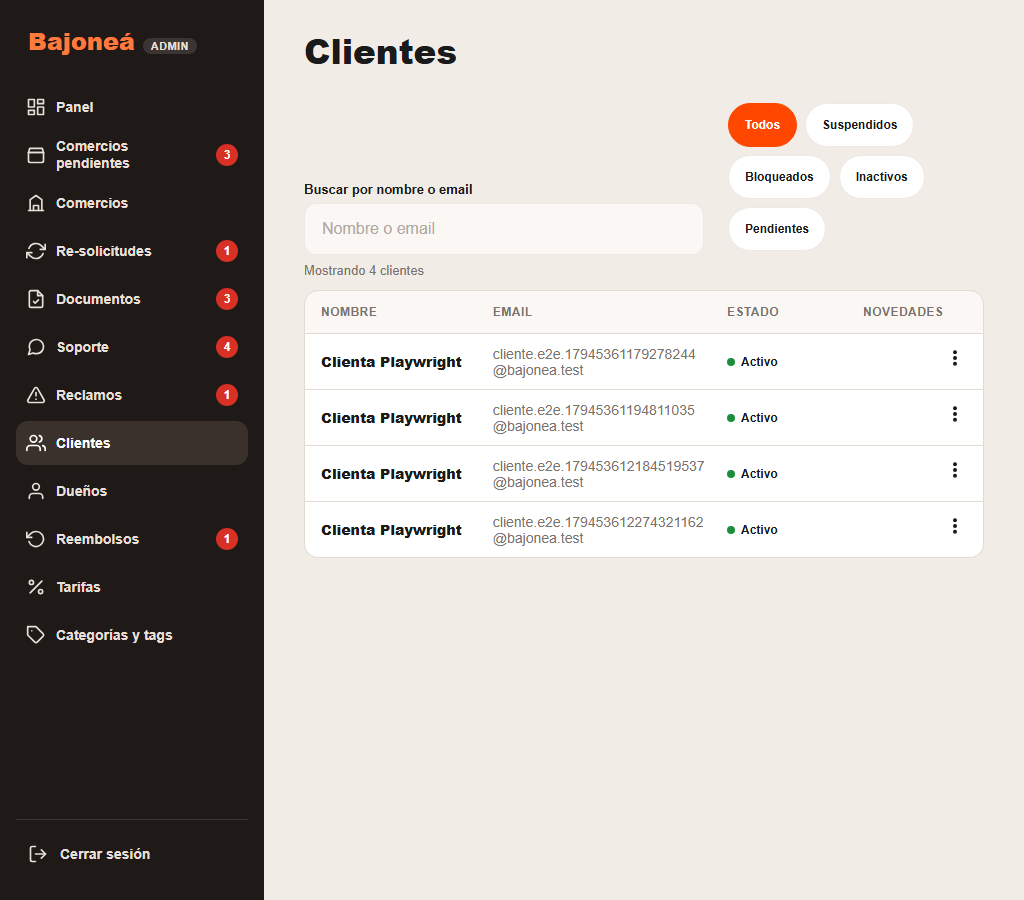 Bajoneá ADMIN
Panel
Comercios
pendientes 3
Comercios
Re-solicitudes 1
Documentos 3
Soporte 4
Reclamos 1
Clientes
Dueños
Reembolsos 1
Tarifas
Categorías y tags
Cerrar sesión
Clientes
Todos Suspendidos
Bloqueados Inactivos
Pendientes
Buscar por nombre o email
Nombre o email
Mostrando 4 clientes
NOMBRE EMAIL ESTADO NOVEDADES
Clienta Playwright cliente.e2e.17945361179278244 Activo
@bajonea.test
Clienta Playwright cliente.e2e.17945361194811035 Activo
@bajonea.test
Clienta Playwright cliente.e2e.179453612184519537 Activo
@bajonea.test
Clienta Playwright cliente.e2e.179453612274321162 Activo
@bajonea.test